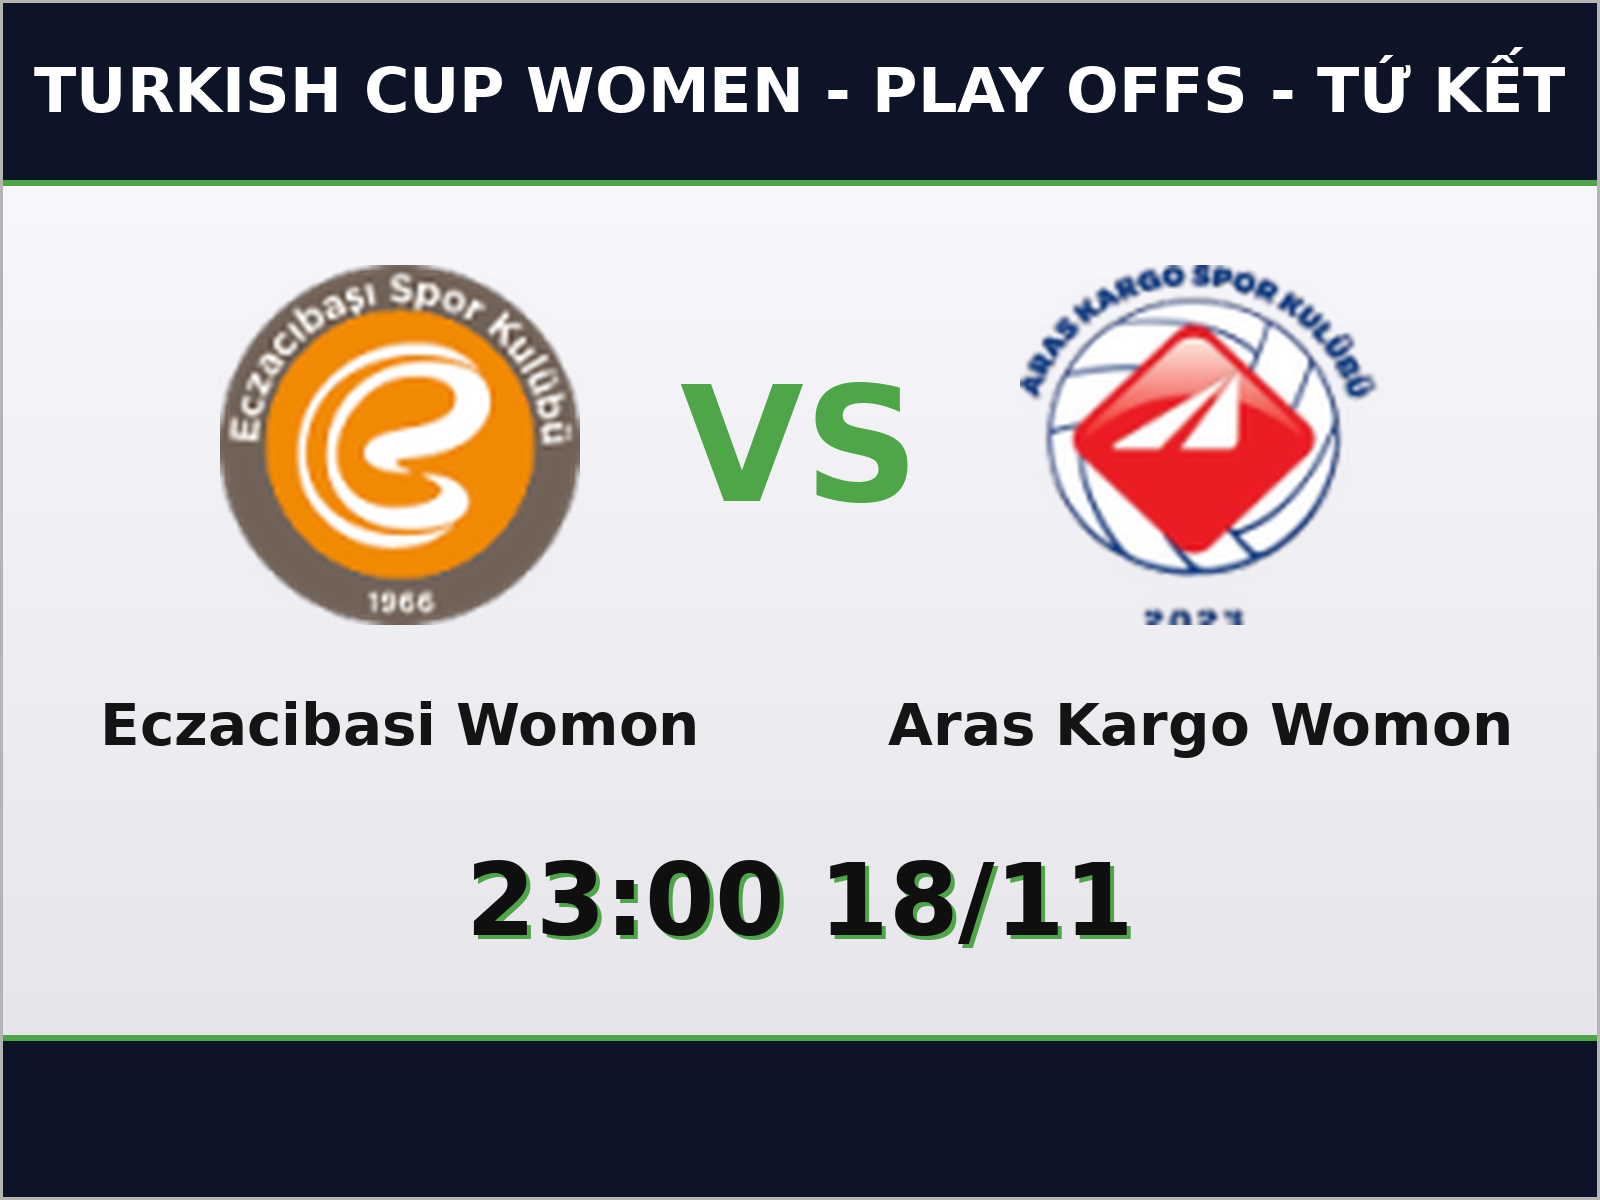 TURKISH CUP WOMEN - PLAY OFFS - TỨ KẾT
Eczacıbaşı Spor Kulübü
1966
VS
ARAS KARGO SPOR KULÜBÜ
2023
Eczacibasi Womon
Aras Kargo Womon
23:00 18/11